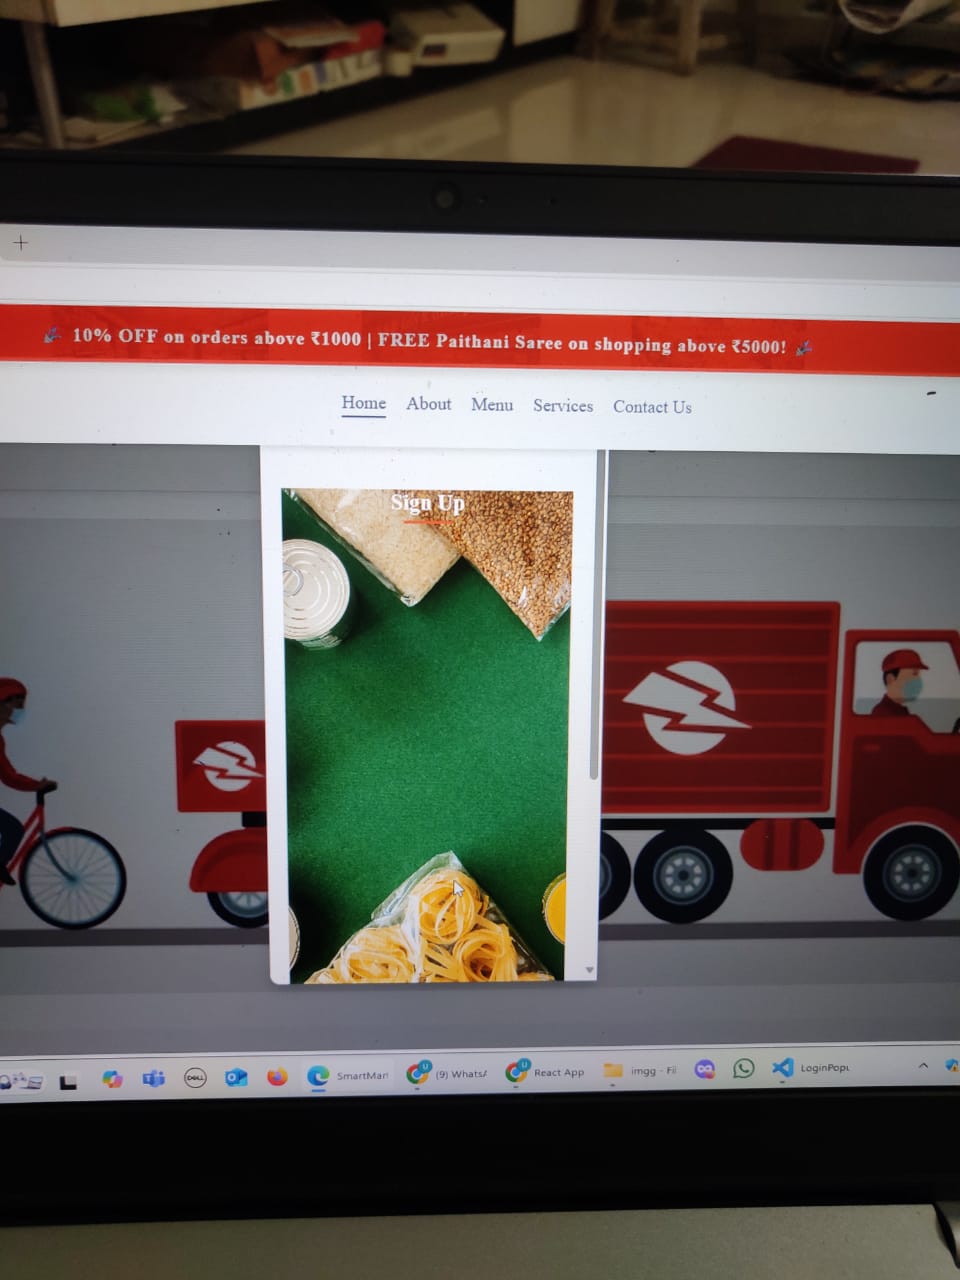 10% OFF on orders above ₹1000 | FREE Paithani Saree on shopping above ₹5000!
Home About Menu Services Contact Us
Sign Up
DELL SmartMar (9) Whats/ React App imgg - Fil LoginPopu